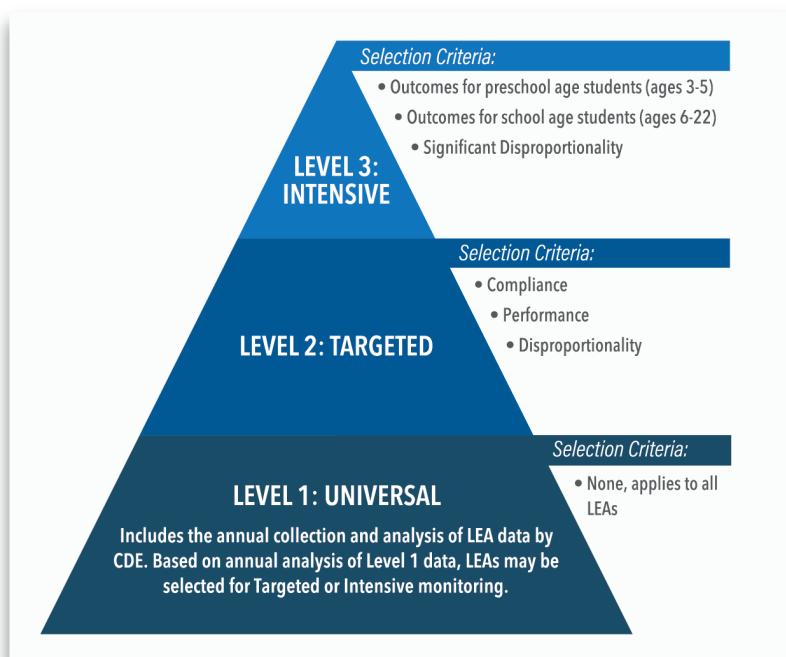 Selection Criteria:
• Outcomes for preschool age students (ages 3-5)
• Outcomes for school age students (ages 6-22)
• Significant Disproportionality
LEVEL 3:
INTENSIVE
Selection Criteria:
• Compliance
• Performance
• Disproportionality
LEVEL 2: TARGETED
Selection Criteria:
• None, applies to all
LEAs
LEVEL 1: UNIVERSAL
Includes the annual collection and analysis of LEA data by
CDE. Based on annual analysis of Level 1 data, LEAs may be
selected for Targeted or Intensive monitoring.